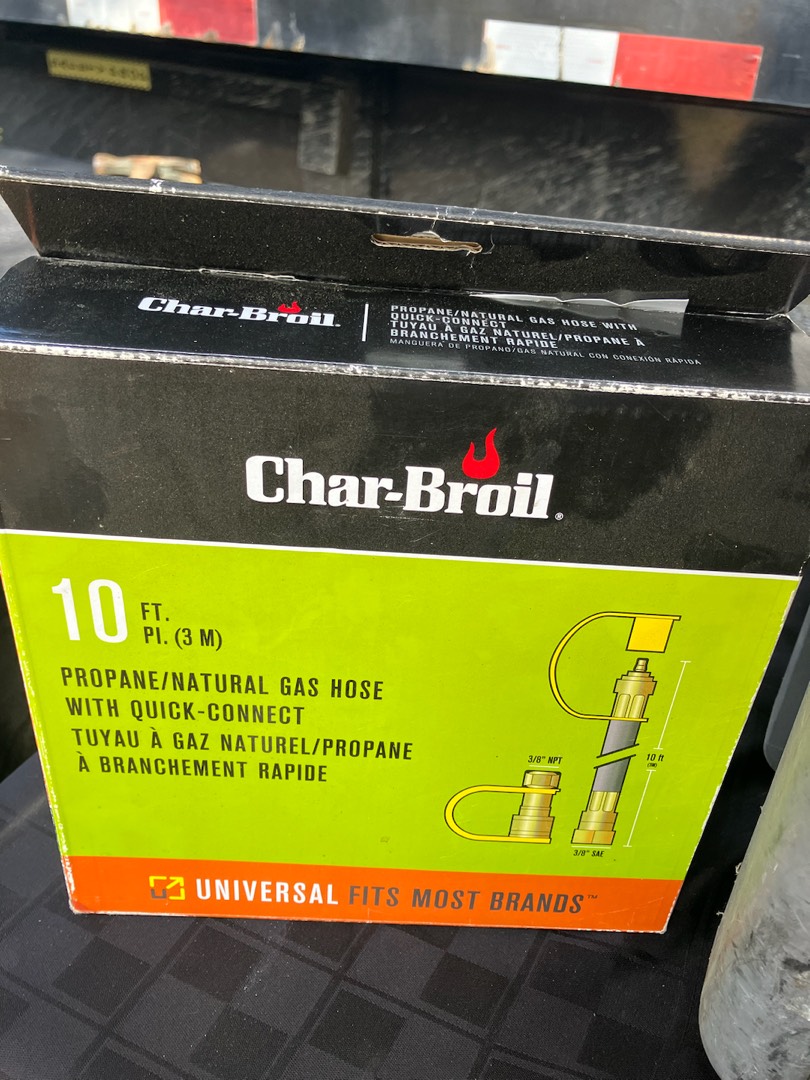 Char-Broil.
PROPANE/NATURAL GAS HOSE WITH
QUICK-CONNECT
TUYAU À GAZ NATUREL/PROPANE À
BRANCHEMENT RAPIDE
MANGUERA DE PROPANO/GAS NATURAL CON CONEXIÓN RÁPIDA
Char-Broil®
10 FT.
PI. (3 M)
PROPANE/NATURAL GAS HOSE
WITH QUICK-CONNECT
TUYAU À GAZ NATUREL/PROPANE
À BRANCHEMENT RAPIDE
3/8" NPT
10 ft
(3M)
3/8" SAE
UNIVERSAL FITS MOST BRANDS™